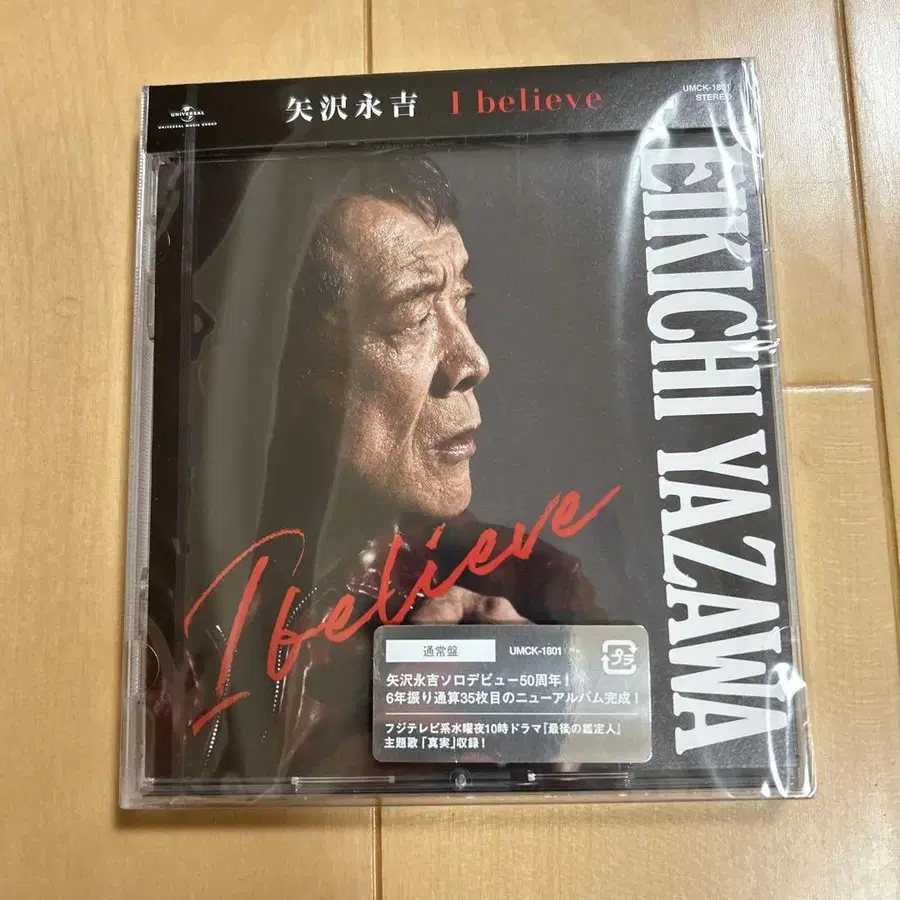 矢沢永吉 I believe
UNIVERSAL
UNIVERSAL MUSIC GROUP
UMCK-1801
STEREO
EIKICHI YAZAWA
I believe
通常盤 UMCK-1801
プラ
矢沢永吉ソロデビュー50周年!
6年振り通算35枚目のニューアルバム完成!
フジテレビ系水曜夜10時ドラマ「最後の鑑定人」
主題歌「真実」収録!